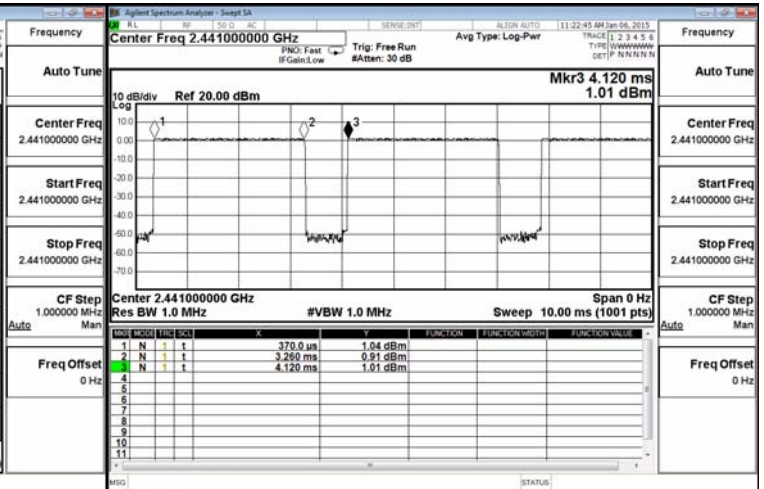 Frequency
Auto Tune
Center Freq
2.441000000 GHz
Start Freq
2.441000000 GHz
Stop Freq
2.441000000 GHz
CF Step
1.000000 MHz
Auto Man
Freq Offset
0 Hz
Agilent Spectrum Analyzer - Swept SA
RL RF 50 Ω AC SENSE:INT ALIGN AUTO 11:22:45 AM Jan 06, 2015
Center Freq 2.441000000 GHz
PNO: Fast
IFGain:Low
Trig: Free Run
#Atten: 30 dB
Avg Type: Log-Pwr
TRACE 1 2 3 4 5 6
TYPE WWWWWW
DET P N N N N N
Mkr3 4.120 ms
1.01 dBm
10 dB/div Ref 20.00 dBm
Log
10.0
0.00
-10.0
-20.0
-30.0
-40.0
-50.0
-60.0
-70.0
1
2
3
Center 2.441000000 GHz Span 0 Hz
Res BW 1.0 MHz #VBW 1.0 MHz Sweep 10.00 ms (1001 pts)
MKR MODE TRC SCL X Y FUNCTION FUNCTION WIDTH FUNCTION VALUE
1 N 1 t 370.0 µs 1.04 dBm
2 N 1 t 3.260 ms 0.91 dBm
3 N 1 t 4.120 ms 1.01 dBm
4
5
6
7
8
9
10
11
MSG STATUS
Frequency
Auto Tune
Center Freq
2.441000000 GHz
Start Freq
2.441000000 GHz
Stop Freq
2.441000000 GHz
CF Step
1.000000 MHz
Auto Man
Freq Offset
0 Hz